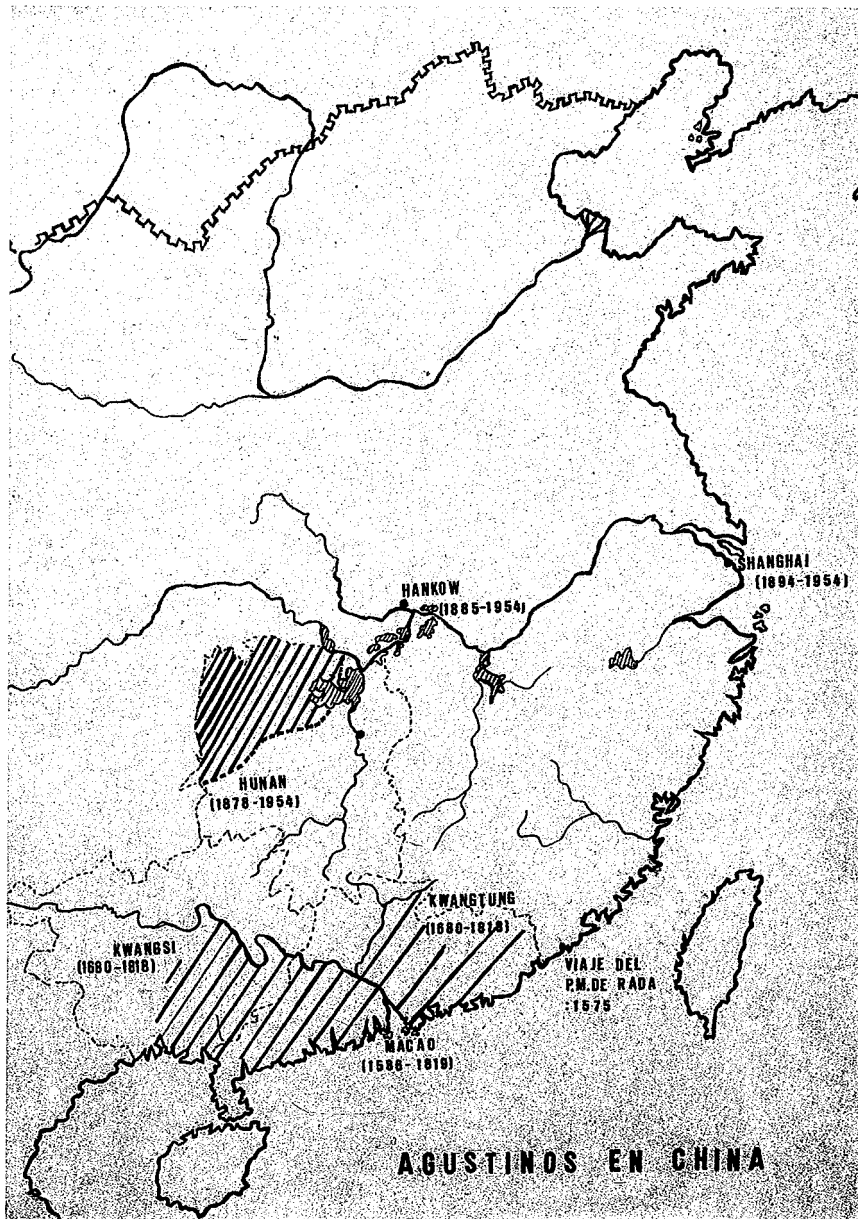 SHANGHAI
(1894-1954)
HANKOW
(1885-1954)
HUNAN
(1878-1954)
KWANGTUNG
(1680-1818)
KWANGSI
(1680-1818)
VIAJE DEL
P.M. DE RADA
:1575
MACAO
(1586-1819)
AGUSTINOS EN CHINA